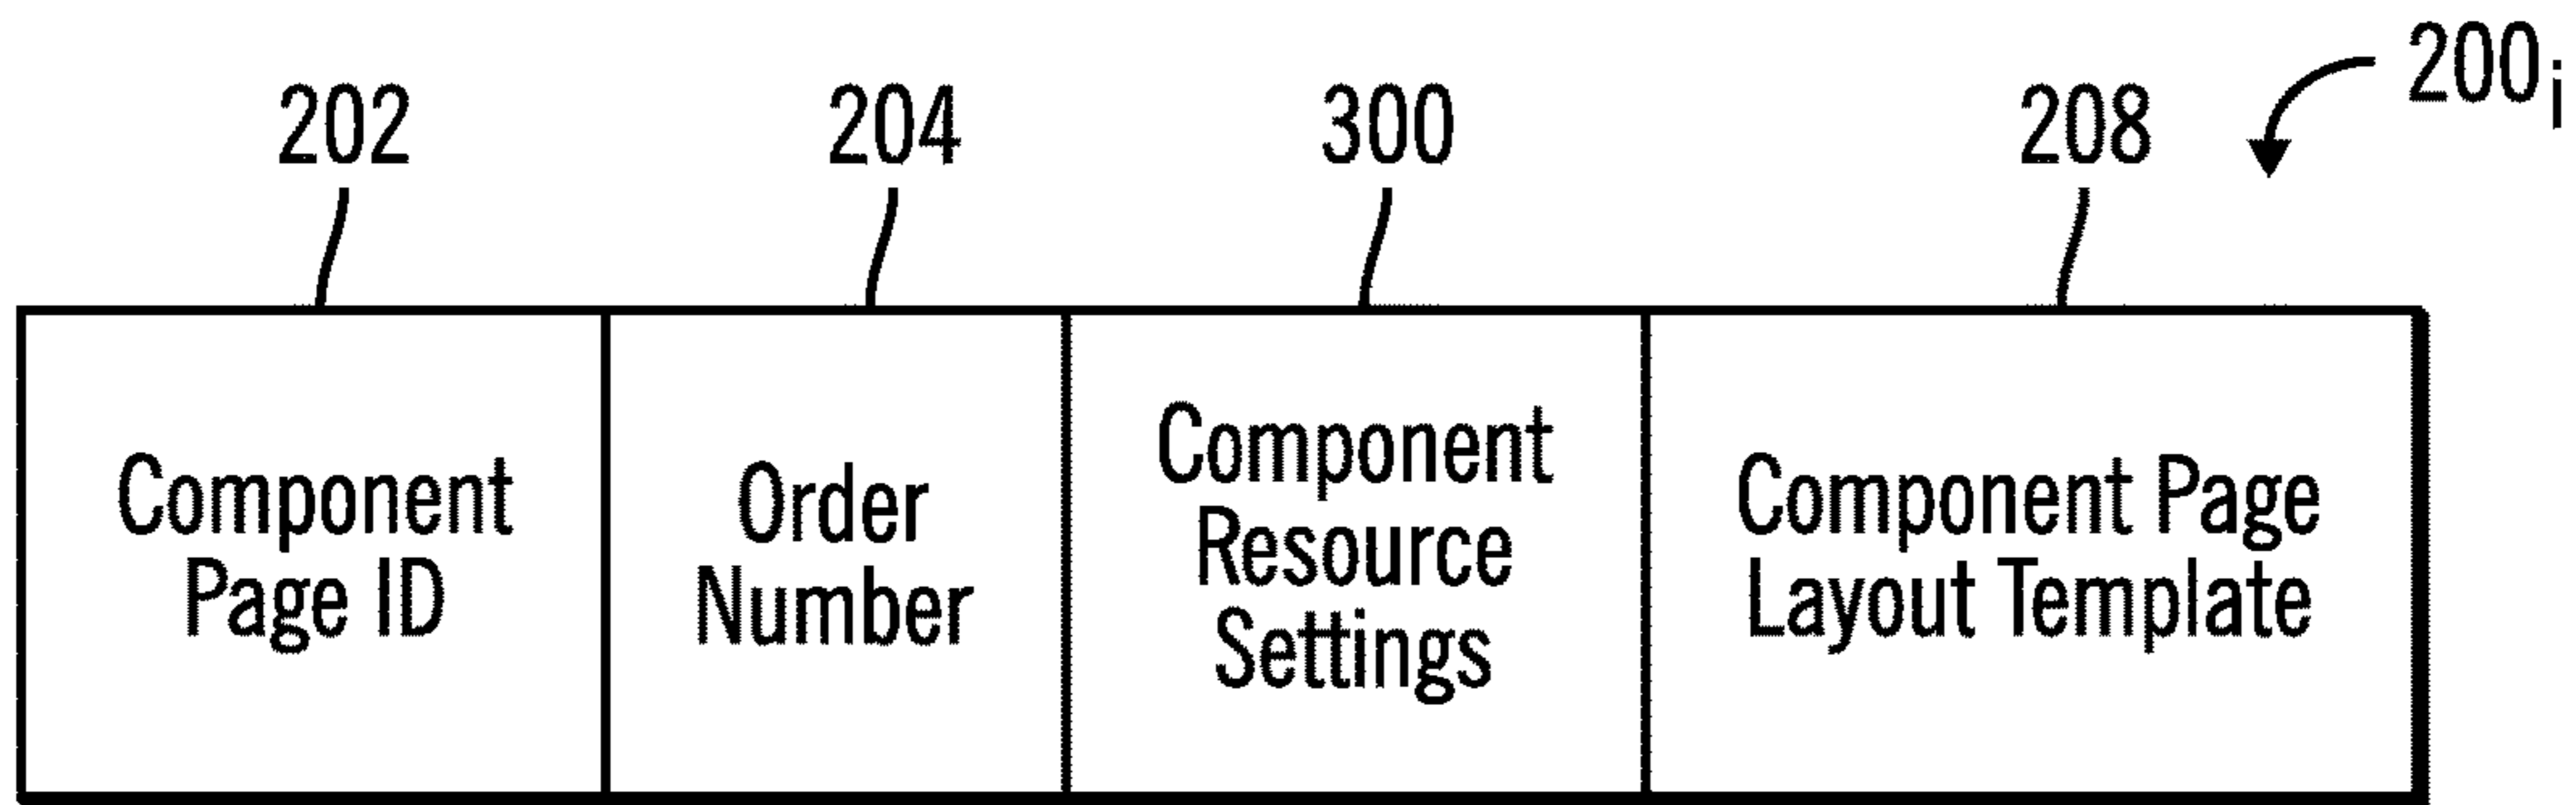 200i
202 204 300 208
Component
Page ID
Order
Number
Component
Resource
Settings
Component Page
Layout Template